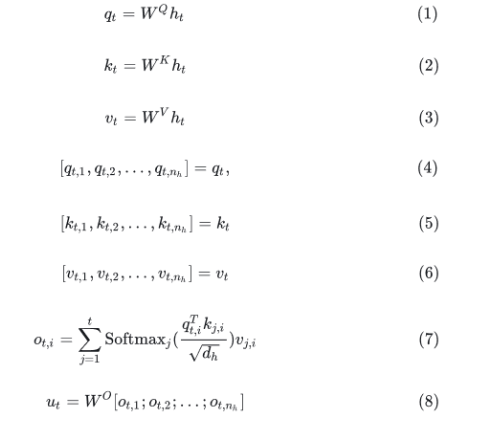 q_t = W^Q h_t (1)
k_t = W^K h_t (2)
v_t = W^V h_t (3)
[q_{t,1}, q_{t,2}, . . . , q_{t,n_h}] = q_t, (4)
[k_{t,1}, k_{t,2}, . . . , k_{t,n_h}] = k_t (5)
[v_{t,1}, v_{t,2}, . . . , v_{t,n_h}] = v_t (6)
o_{t,i} = \sum_{j=1}^{t} Softmax_j(\frac{q_{t,i}^T k_{j,i}}{\sqrt{d_h}})v_{j,i} (7)
u_t = W^O[o_{t,1}; o_{t,2}; . . . ; o_{t,n_h}] (8)